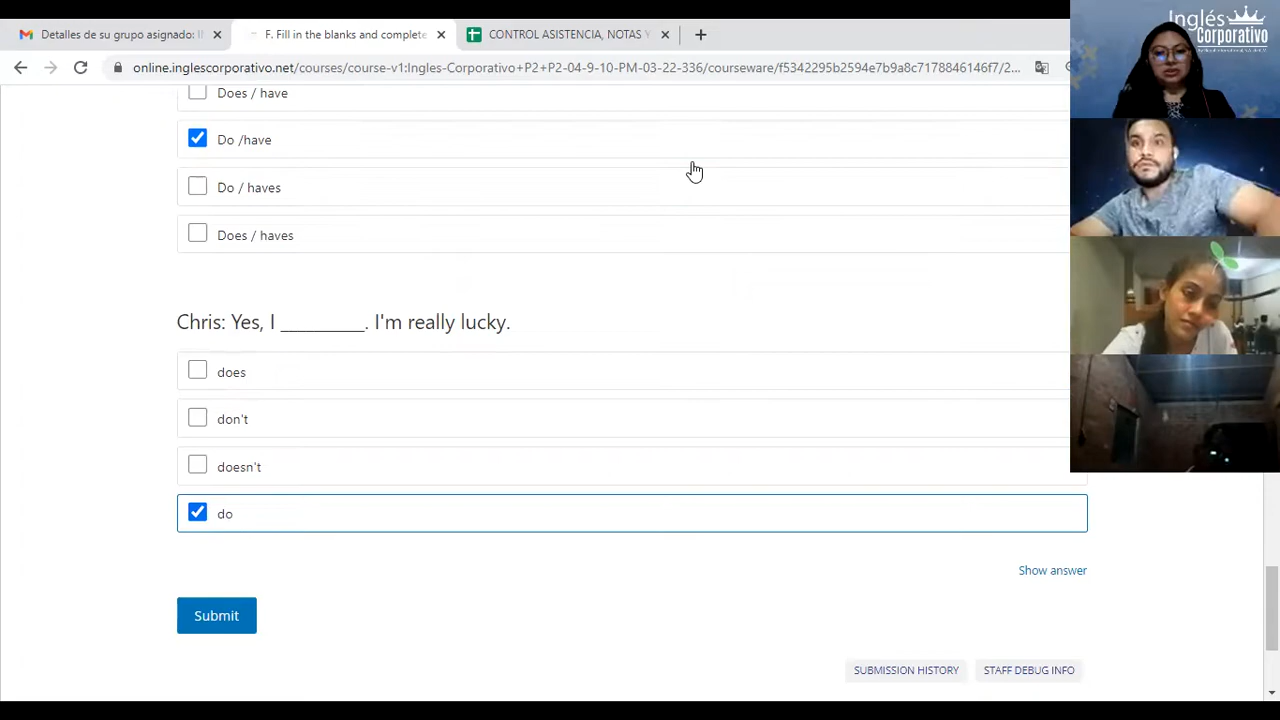 Detalles de su grupo asignado: I
F. Fill in the blanks and complete
CONTROL ASISTENCIA, NOTAS Y
online.inglescorporativo.net/courses/course-v1:Ingles-Corporativo+P2+P2-04-9-10-PM-03-22-336/courseware/f5342295b2594e7b9a8c7178846146f7/2...
Inglés
Corporativo
Does / have
Do /have
Do / haves
Does / haves
Chris: Yes, I __________. I'm really lucky.
does
don't
doesn't
do
Show answer
Submit
SUBMISSION HISTORY
STAFF DEBUG INFO